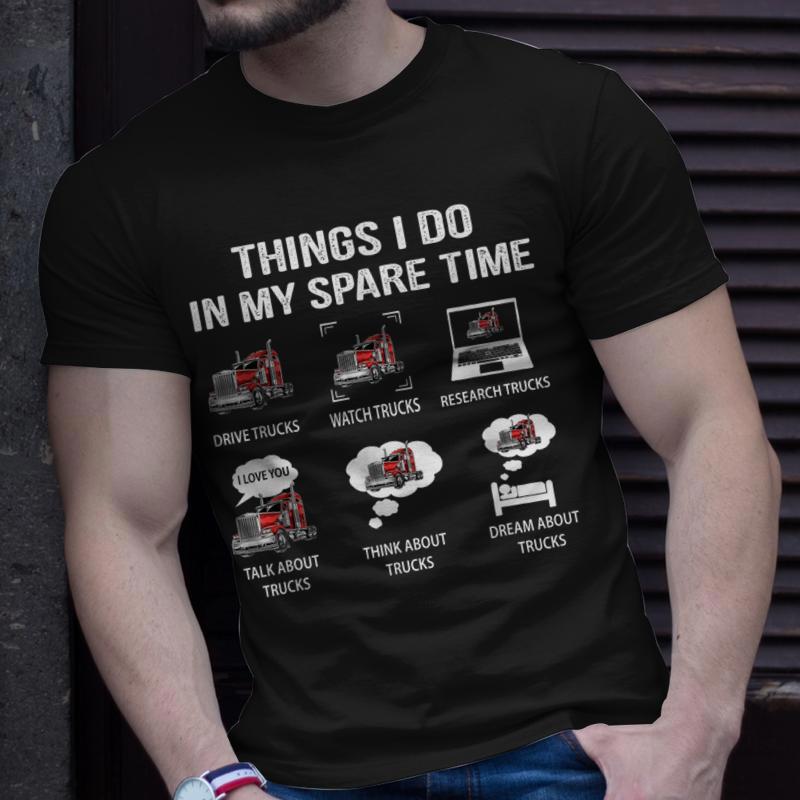 THINGS I DO
IN MY SPARE TIME
DRIVE TRUCKS
WATCH TRUCKS
RESEARCH TRUCKS
I LOVE YOU
TALK ABOUT
TRUCKS
THINK ABOUT
TRUCKS
DREAM ABOUT
TRUCKS